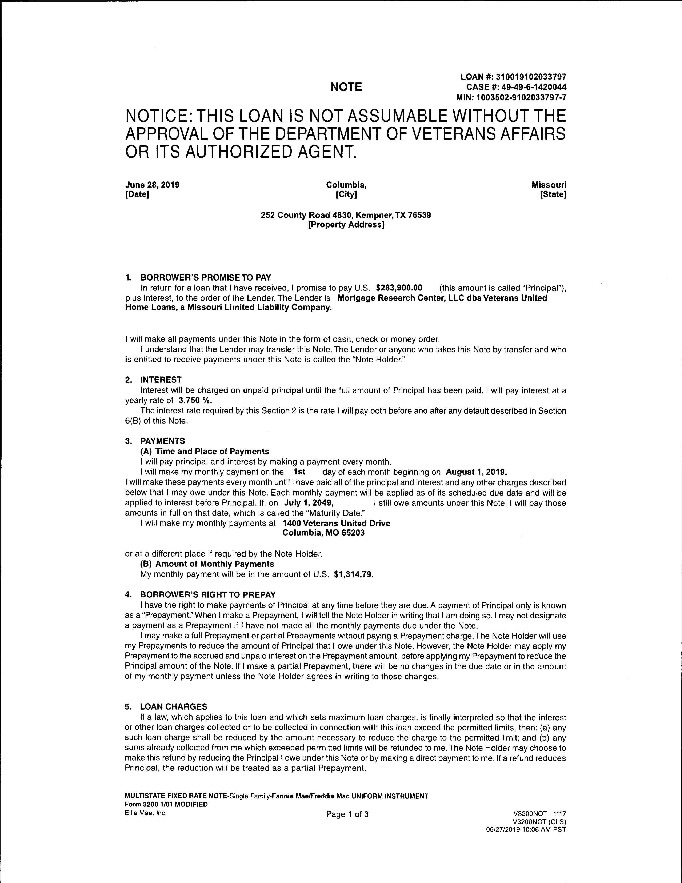 LOAN #: 310019102033797
NOTE
CASE #: 49-49-6-1420044
MIN: 1003502-9102033797-7
NOTICE: THIS LOAN IS NOT ASSUMABLE WITHOUT THE
APPROVAL OF THE DEPARTMENT OF VETERANS AFFAIRS
OR ITS AUTHORIZED AGENT.
June 28, 2019 Columbia, Missouri
[Date] [City] [State]
252 County Road 4830, Kempner, TX 76539
[Property Address]
1. BORROWER'S PROMISE TO PAY
In return for a loan that I have received, I promise to pay U.S. $283,900.00 (this amount is called "Principal"),
plus interest, to the order of the Lender. The Lender is Mortgage Research Center, LLC dba Veterans United
Home Loans, a Missouri Limited Liability Company.
I will make all payments under this Note in the form of cash, check or money order.
I understand that the Lender may transfer this Note. The Lender or anyone who takes this Note by transfer and who
is entitled to receive payments under this Note is called the "Note Holder."
2. INTEREST
Interest will be charged on unpaid principal until the full amount of Principal has been paid. I will pay interest at a
yearly rate of 3.750 %.
The interest rate required by this Section 2 is the rate I will pay both before and after any default described in Section
6(B) of this Note.
3. PAYMENTS
(A) Time and Place of Payments
I will pay principal and interest by making a payment every month.
I will make my monthly payment on the 1st day of each month beginning on August 1, 2019.
I will make these payments every month until I have paid all of the principal and interest and any other charges described
below that I may owe under this Note. Each monthly payment will be applied as of its scheduled due date and will be
applied to interest before Principal. If, on July 1, 2049, I still owe amounts under this Note, I will pay those
amounts in full on that date, which is called the "Maturity Date."
I will make my monthly payments at 1400 Veterans United Drive
Columbia, MO 65203
or at a different place if required by the Note Holder.
(B) Amount of Monthly Payments
My monthly payment will be in the amount of U.S. $1,314.79.
4. BORROWER'S RIGHT TO PREPAY
I have the right to make payments of Principal at any time before they are due. A payment of Principal only is known
as a "Prepayment." When I make a Prepayment, I will tell the Note Holder in writing that I am doing so. I may not designate
a payment as a Prepayment if I have not made all the monthly payments due under the Note.
I may make a full Prepayment or partial Prepayments without paying a Prepayment charge. The Note Holder will use
my Prepayments to reduce the amount of Principal that I owe under this Note. However, the Note Holder may apply my
Prepayment to the accrued and unpaid interest on the Prepayment amount, before applying my Prepayment to reduce the
Principal amount of the Note. If I make a partial Prepayment, there will be no changes in the due date or in the amount
of my monthly payment unless the Note Holder agrees in writing to those changes.
5. LOAN CHARGES
If a law, which applies to this loan and which sets maximum loan charges, is finally interpreted so that the interest
or other loan charges collected or to be collected in connection with this loan exceed the permitted limits, then: (a) any
such loan charge shall be reduced by the amount necessary to reduce the charge to the permitted limit; and (b) any
sums already collected from me which exceeded permitted limits will be refunded to me. The Note Holder may choose to
make this refund by reducing the Principal I owe under this Note or by making a direct payment to me. If a refund reduces
Principal, the reduction will be treated as a partial Prepayment.
MULTISTATE FIXED RATE NOTE-Single Family-Fannie Mae/Freddie Mac UNIFORM INSTRUMENT
Form 3200 1/01 MODIFIED
Ellie Mae, Inc. Page 1 of 3 V3200NOT 1117
V3200NOT (CLS)
06/27/2019 10:06 AM PST